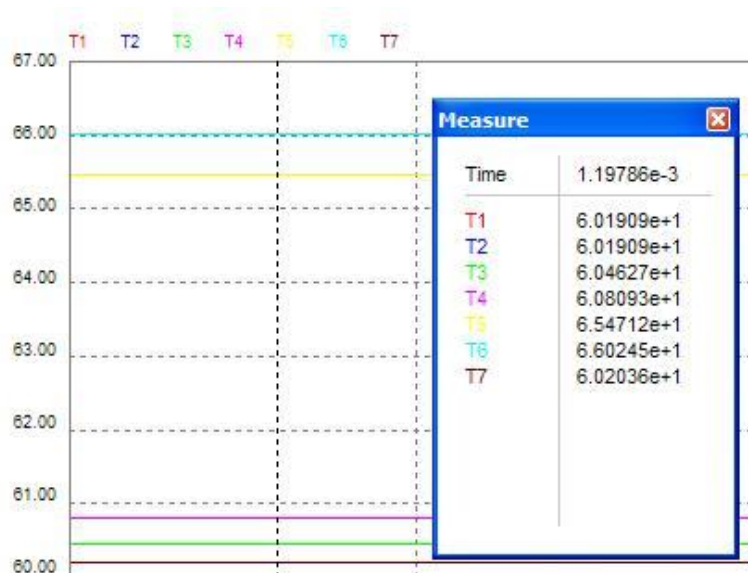 T1 T2 T3 T4 T5 T6 T7
67.00
66.00
65.00
64.00
63.00
62.00
61.00
60.00
Measure
Time 1.19786e-3
T1 6.01909e+1
T2 6.01909e+1
T3 6.04627e+1
T4 6.08093e+1
T5 6.54712e+1
T6 6.60245e+1
T7 6.02036e+1